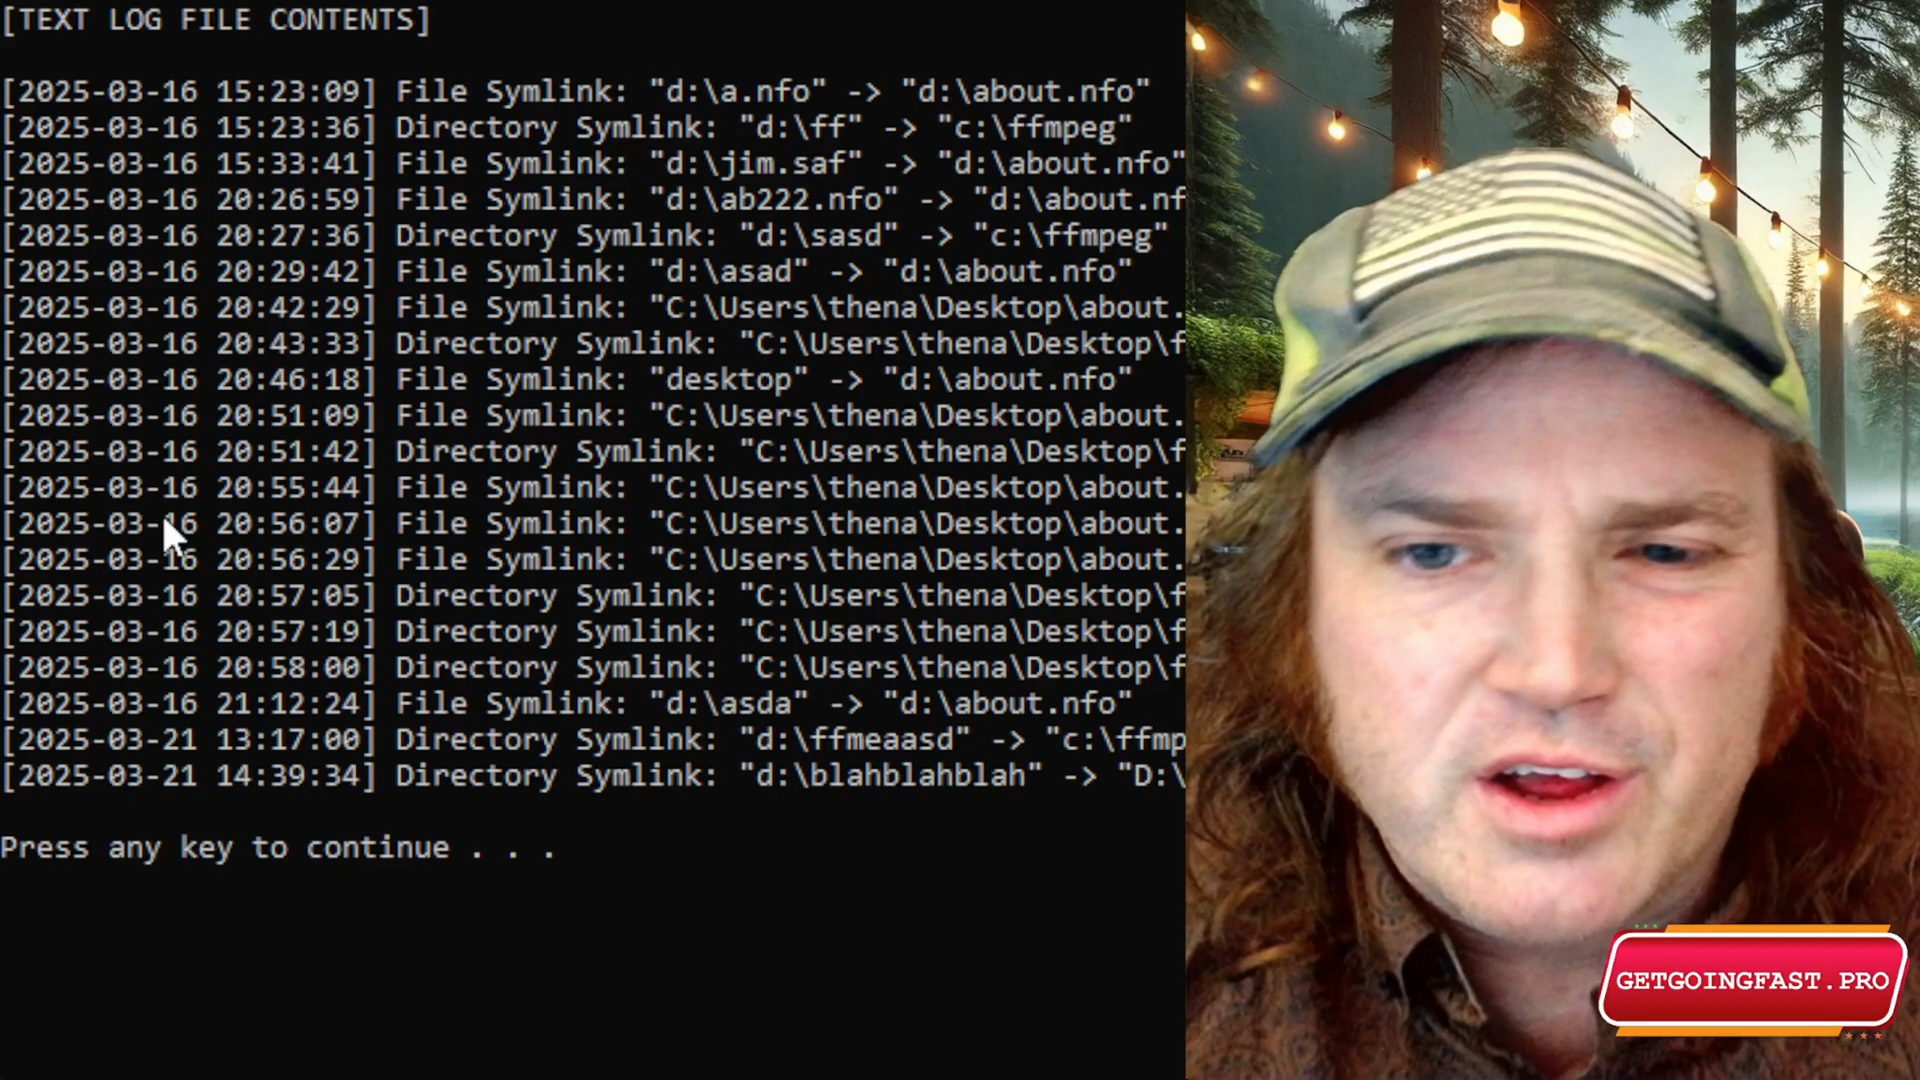 [TEXT LOG FILE CONTENTS]
[2025-03-16 15:23:09] File Symlink: "d:\a.nfo" -> "d:\about.nfo"
[2025-03-16 15:23:36] Directory Symlink: "d:\ff" -> "c:\ffmpeg"
[2025-03-16 15:33:41] File Symlink: "d:\jim.saf" -> "d:\about.nfo"
[2025-03-16 20:26:59] File Symlink: "d:\ab222.nfo" -> "d:\about.nf
[2025-03-16 20:27:36] Directory Symlink: "d:\sasd" -> "c:\ffmpeg"
[2025-03-16 20:29:42] File Symlink: "d:\asad" -> "d:\about.nfo"
[2025-03-16 20:42:29] File Symlink: "C:\Users\thena\Desktop\about.
[2025-03-16 20:43:33] Directory Symlink: "C:\Users\thena\Desktop\f
[2025-03-16 20:46:18] File Symlink: "desktop" -> "d:\about.nfo"
[2025-03-16 20:51:09] File Symlink: "C:\Users\thena\Desktop\about.
[2025-03-16 20:51:42] Directory Symlink: "C:\Users\thena\Desktop\f
[2025-03-16 20:55:44] File Symlink: "C:\Users\thena\Desktop\about.
[2025-03-16 20:56:07] File Symlink: "C:\Users\thena\Desktop\about.
[2025-03-16 20:56:29] File Symlink: "C:\Users\thena\Desktop\about.
[2025-03-16 20:57:05] Directory Symlink: "C:\Users\thena\Desktop\f
[2025-03-16 20:57:19] Directory Symlink: "C:\Users\thena\Desktop\f
[2025-03-16 20:58:00] Directory Symlink: "C:\Users\thena\Desktop\f
[2025-03-16 21:12:24] File Symlink: "d:\asda" -> "d:\about.nfo"
[2025-03-21 13:17:00] Directory Symlink: "d:\ffmeaasd" -> "c:\ffmp
[2025-03-21 14:39:34] Directory Symlink: "d:\blahblahblah" -> "D:\
Press any key to continue . . .
GETGOINGFAST.PRO